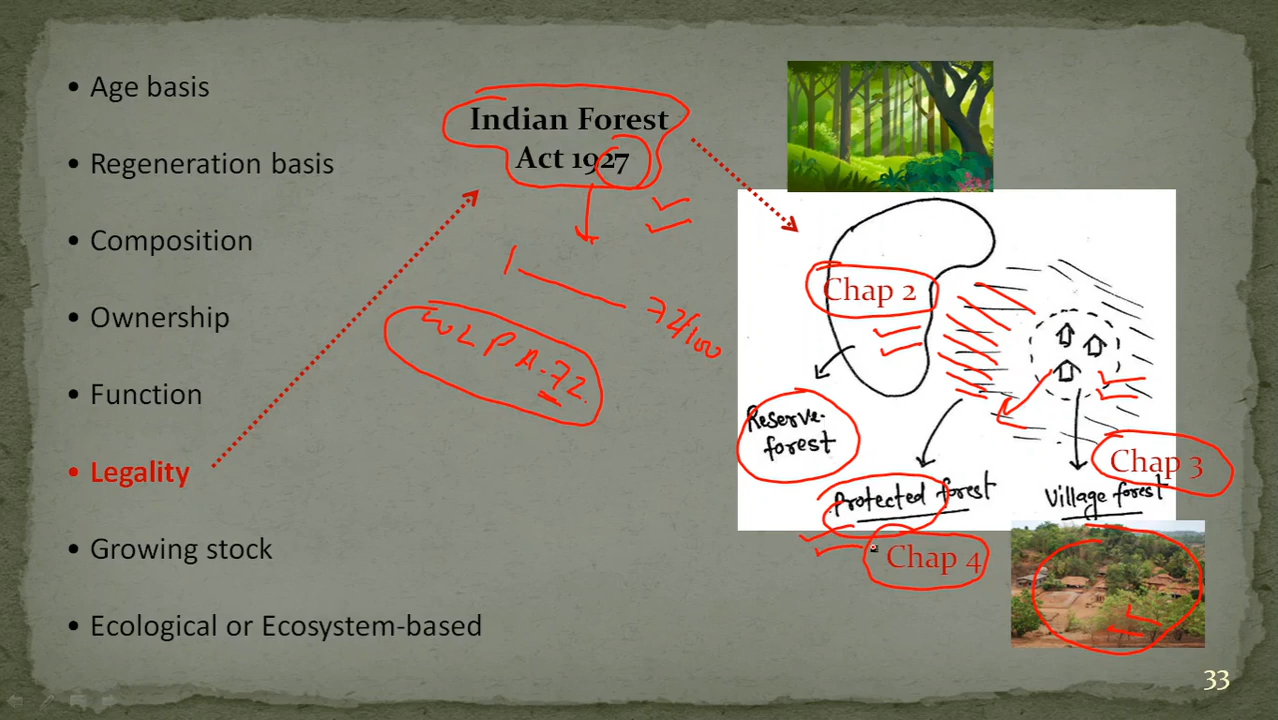 • Age basis
• Regeneration basis
• Composition
• Ownership
• Function
• Legality
• Growing stock
• Ecological or Ecosystem-based
Indian Forest
Act 1927
WLPA-72
Chap 2
Reserve-
forest
Protected forest
Chap 4
Chap 3
Village forest
33